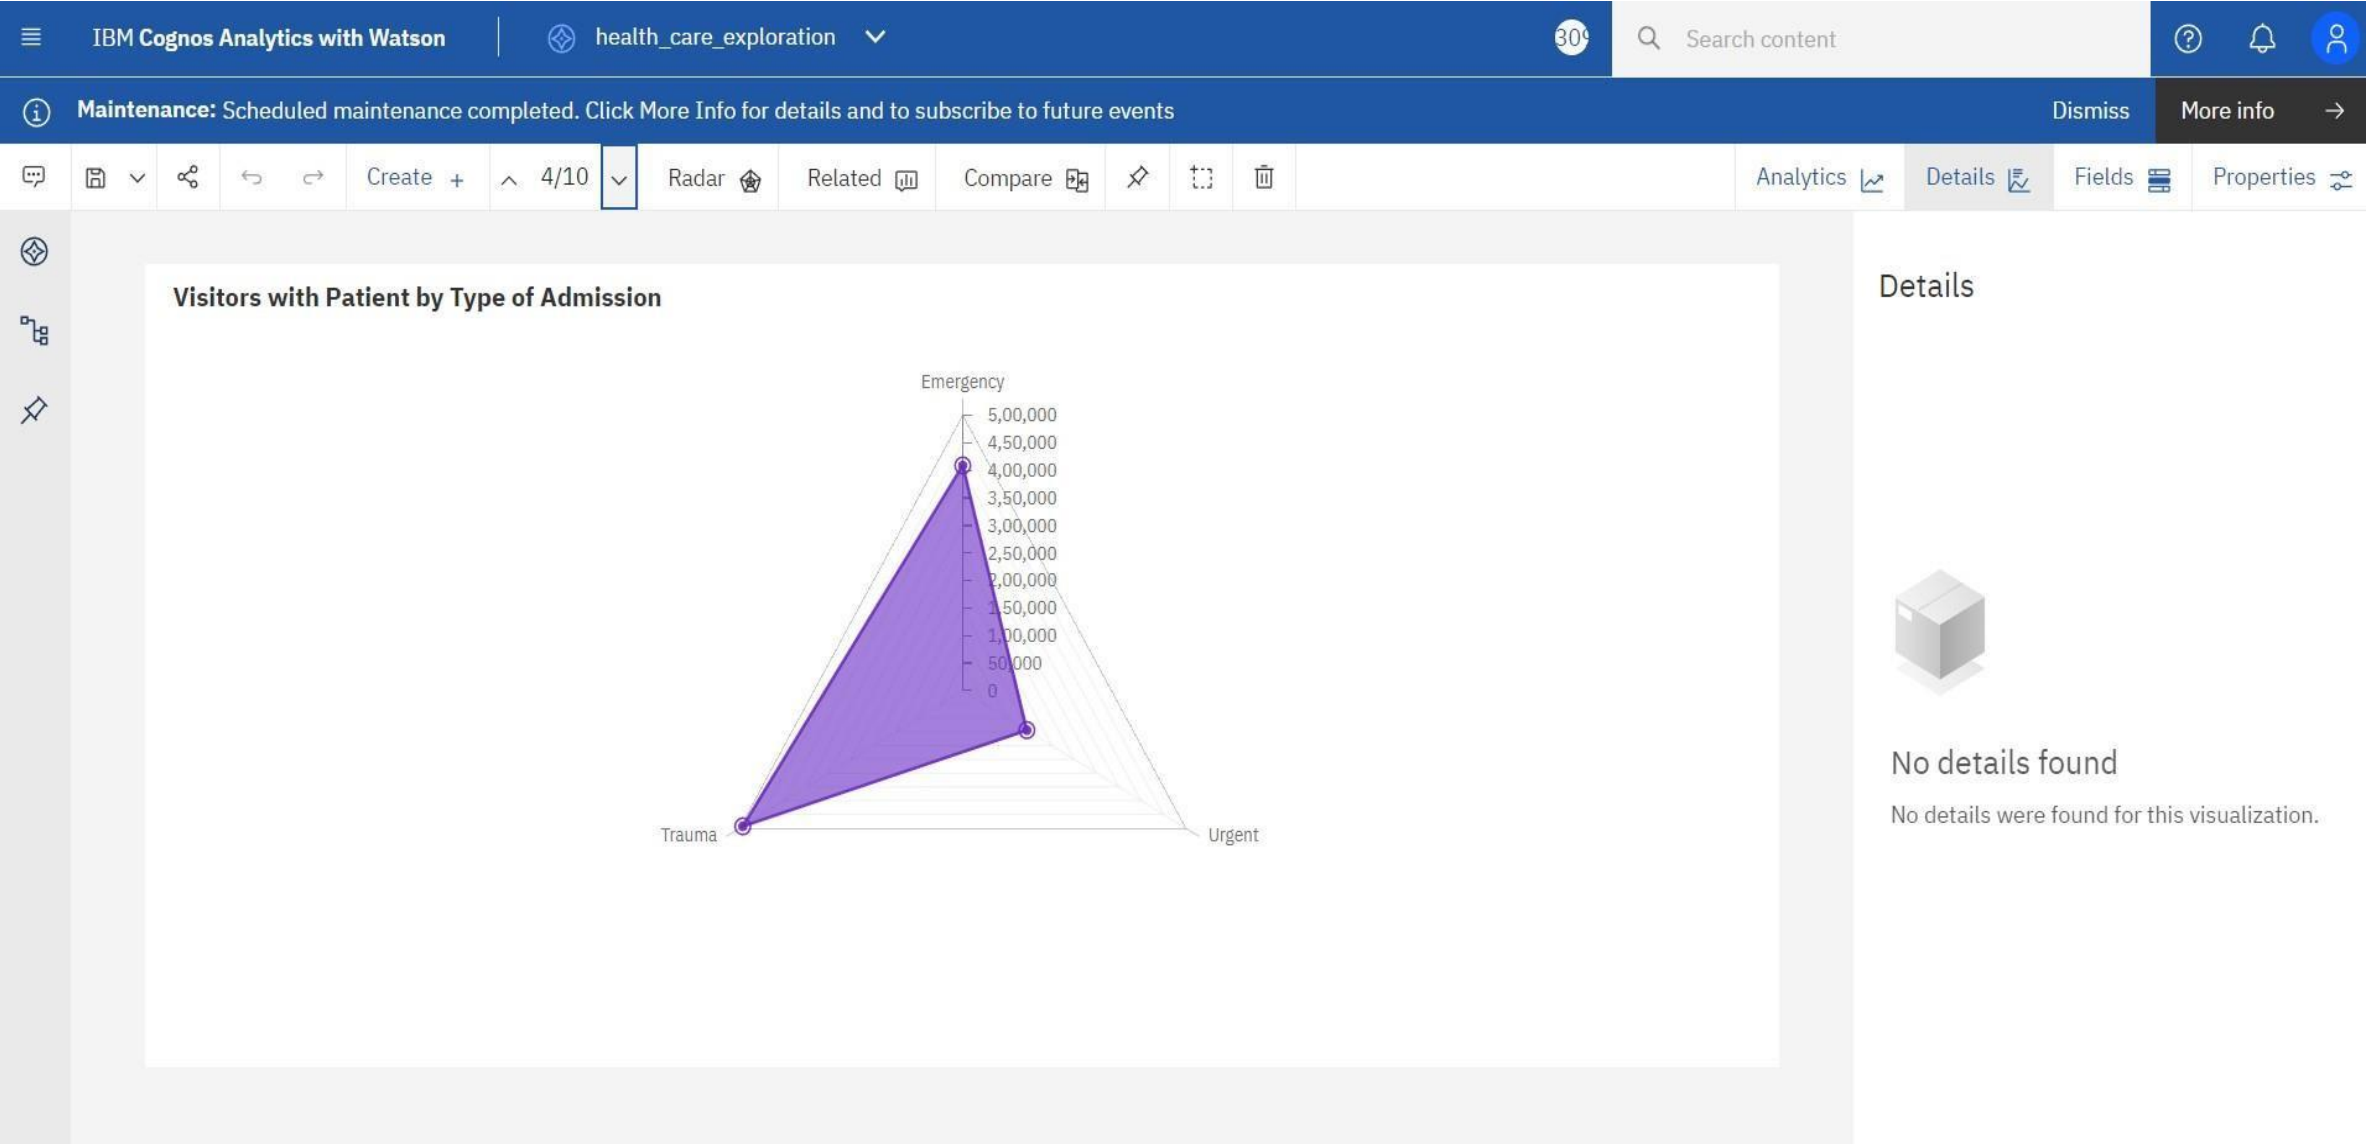 IBM Cognos Analytics with Watson
health_care_exploration
Search content
Maintenance: Scheduled maintenance completed. Click More Info for details and to subscribe to future events
Dismiss
More info
Create +
4/10
Radar
Related
Compare
Analytics
Details
Fields
Properties
Visitors with Patient by Type of Admission
Details
Emergency
5,00,000
4,50,000
4,00,000
3,50,000
3,00,000
2,50,000
2,00,000
1,50,000
1,00,000
50,000
0
Trauma
Urgent
No details found
No details were found for this visualization.